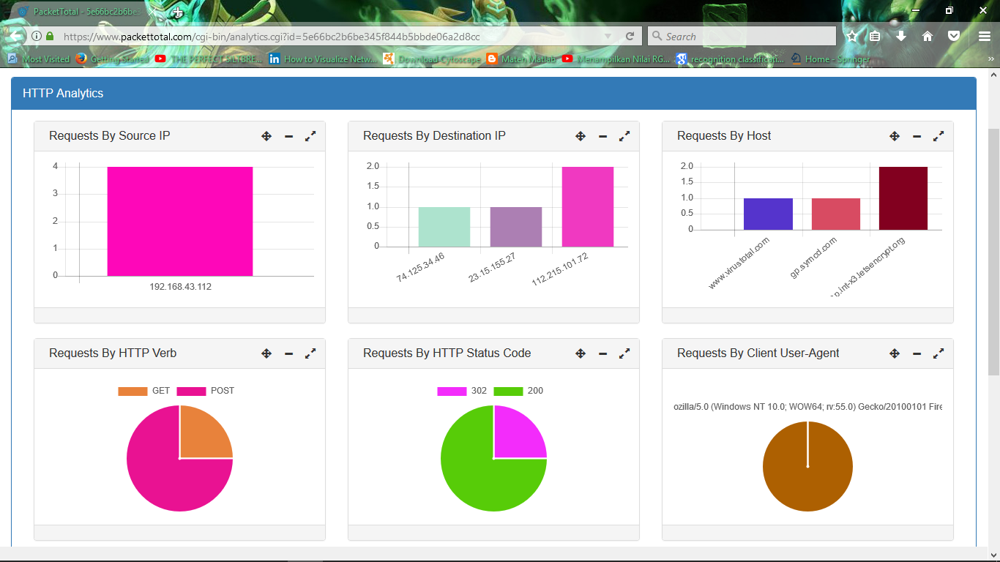 PacketTotal - 5e66bc2b6be3
https://www.packettotal.com/cgi-bin/analytics.cgi?id=5e66bc2b6be345f844b5bbde06a2d8cc
Search
Most Visited Getting Started THE PERFECT How to Visualize Netw... Download Cytoscape Materi Matlab Menampilkan Nilai RG... recognition classificati... Home - Springer
HTTP Analytics
Requests By Source IP
4
3
2
1
0
192.168.43.112
Requests By Destination IP
2.0
1.5
1.0
0.5
0
74.125.34.46
23.15.155.27
112.215.101.72
Requests By Host
2.0
1.5
1.0
0.5
0
www.virustotal.com
gp.symcd.com
sp.int-x3.letsencrypt.org
Requests By HTTP Verb
GET POST
Requests By HTTP Status Code
302 200
Requests By Client User-Agent
ozilla/5.0 (Windows NT 10.0; WOW64; rv:55.0) Gecko/20100101 Fire